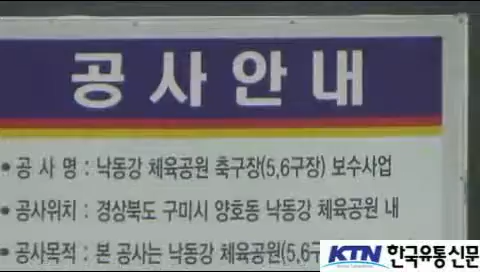 공사안내
• 공 사 명 : 낙동강 체육공원 축구장(5,6구장) 보수사업
• 공사위치 : 경상북도 구미시 양호동 낙동강 체육공원 내
• 공사목적 : 본 공사는 낙동강 체육공원(5,6
KTN 한국유통신문